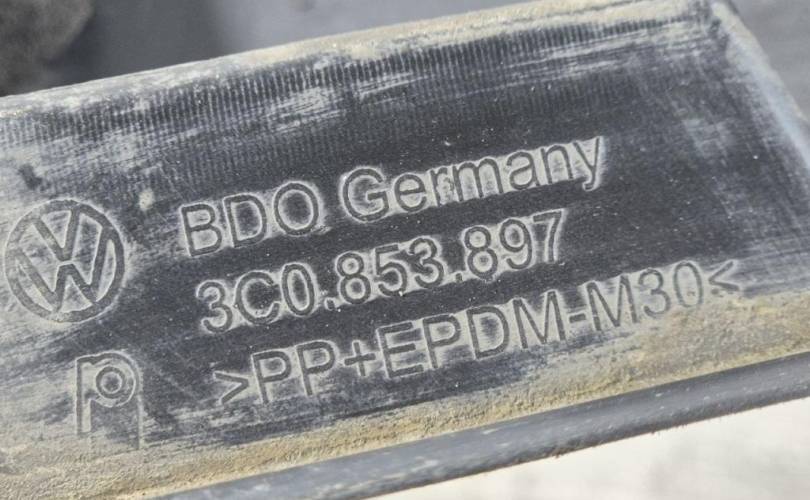 BDO Germany
3C0.853.897
>PP+EPDM-M30<